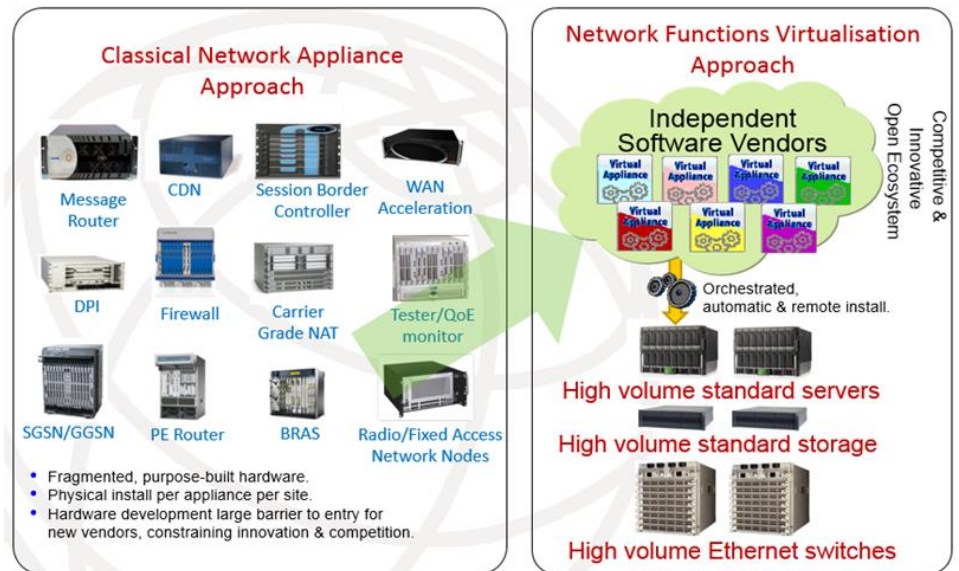 Classical Network Appliance
Approach
Message
Router
CDN
Session Border
Controller
WAN
Acceleration
DPI
Firewall
Carrier
Grade NAT
Tester/QoE
monitor
SGSN/GGSN
PE Router
BRAS
Radio/Fixed Access
Network Nodes
• Fragmented, purpose-built hardware.
• Physical install per appliance per site.
• Hardware development large barrier to entry for
new vendors, constraining innovation & competition.
Network Functions Virtualisation
Approach
Independent
Software Vendors
Virtual
Appliance
Virtual
Appliance
Virtual
Appliance
Virtual
Appliance
Virtual
Appliance
Virtual
Appliance
Virtual
Appliance
Competitive &
Innovative
Open Ecosystem
Orchestrated,
automatic & remote install.
High volume standard servers
High volume standard storage
High volume Ethernet switches